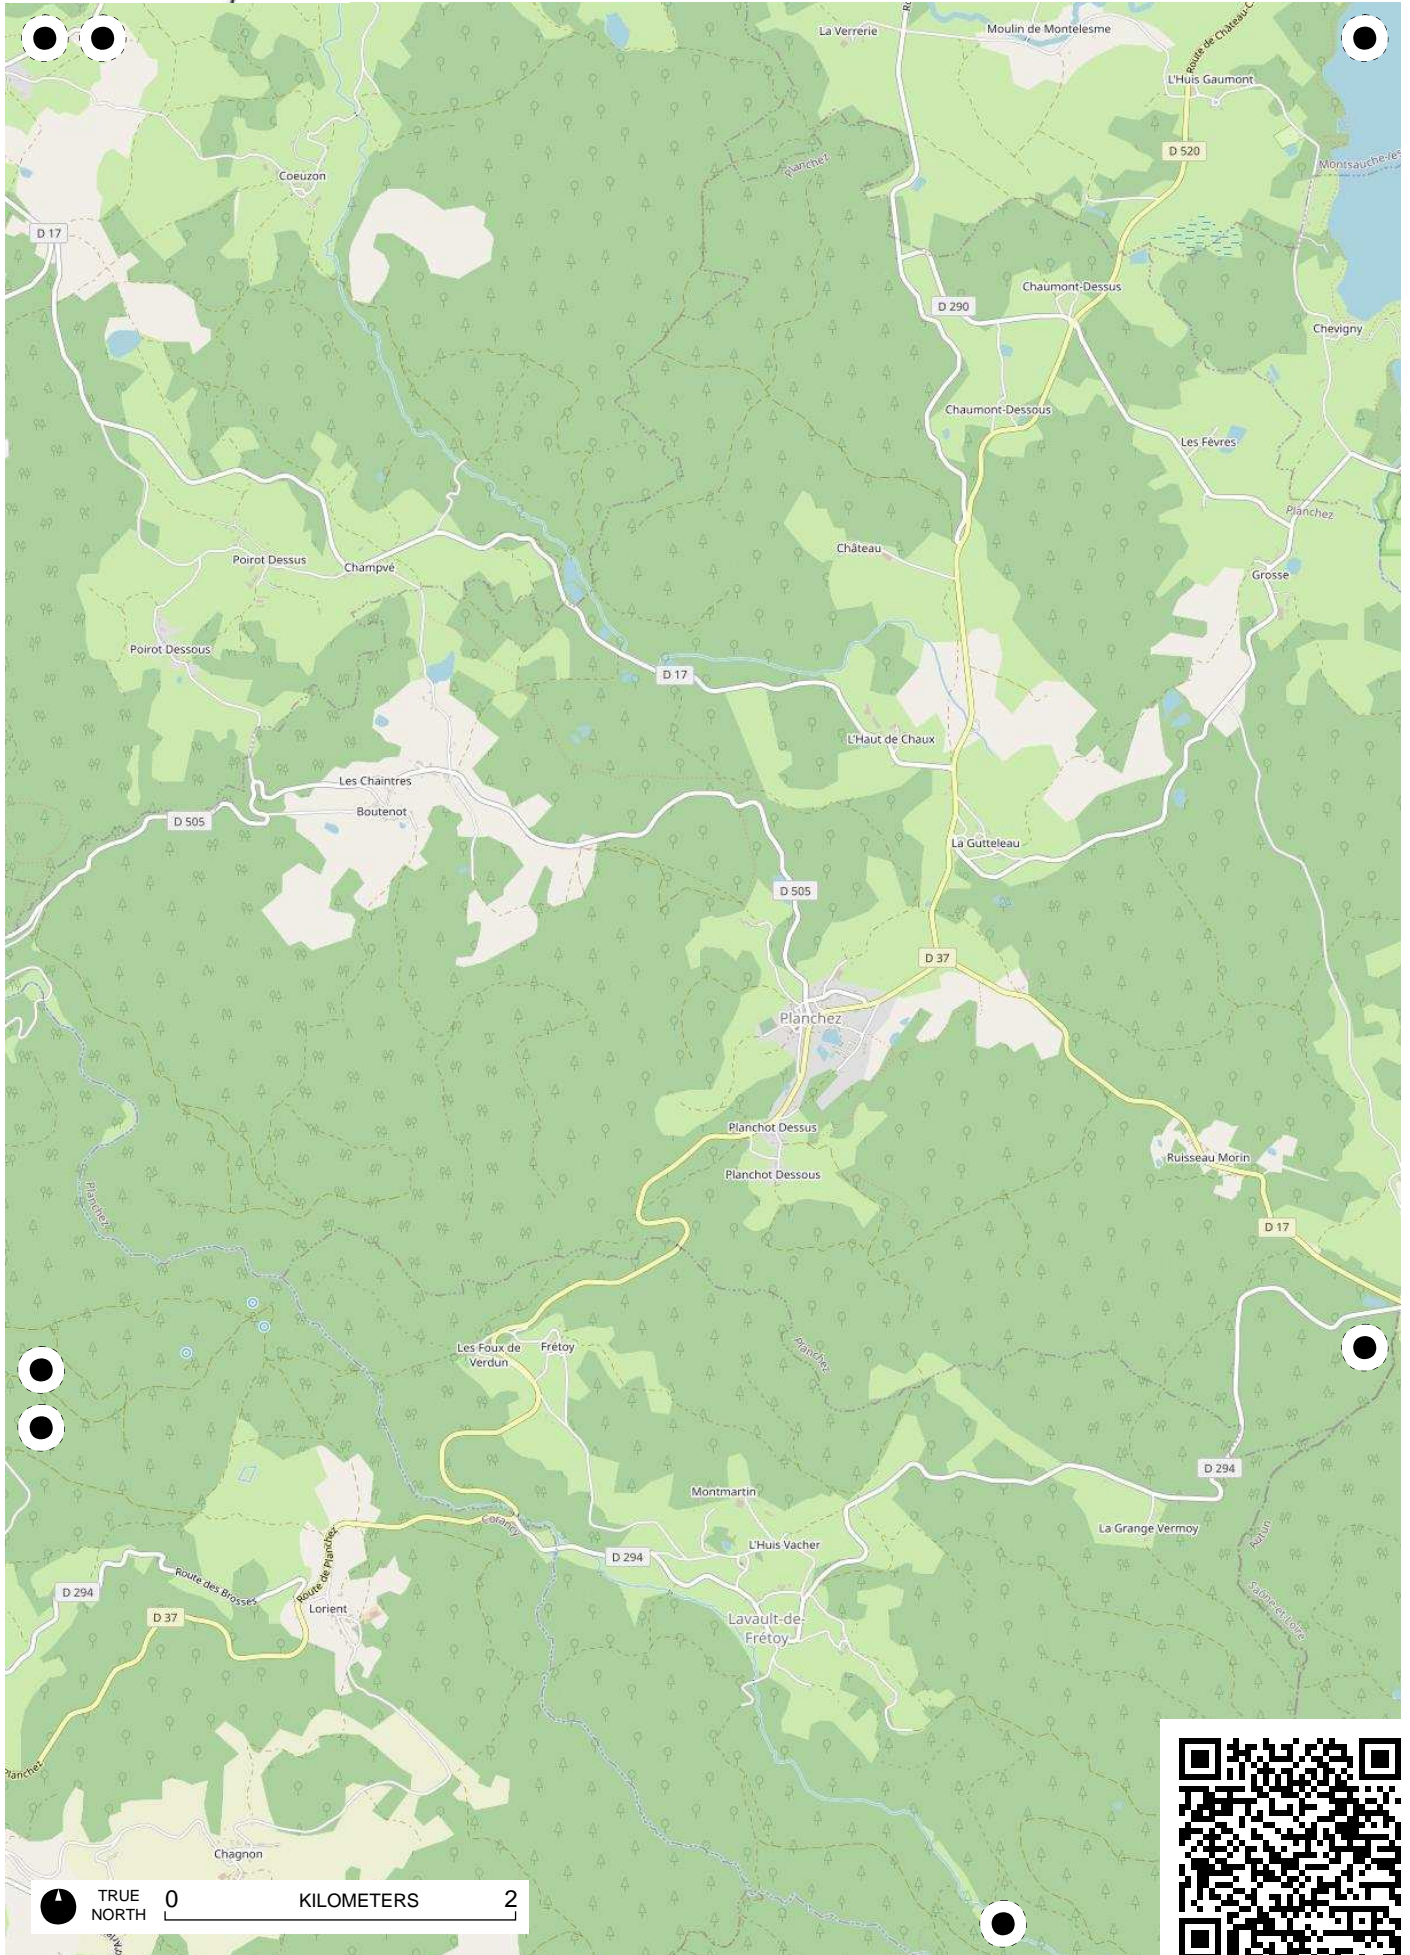 La Verrerie
Moulin de Montelesme
Route de Château-C
L'Huis Gaumont
D 520
Planchez
Montsauche-les
Coeuzon
D 17
Chaumont-Dessus
D 290
Chevigny
Chaumont-Dessous
Les Fèvres
Planchez
Château
Poirot Dessus
Champvé
Grosse
Poirot Dessous
D 17
L'Haut de Chaux
Les Chaintres
Boutenot
D 505
La Gutteleau
D 505
D 37
Planchez
Planchot Dessus
Ruisseau Morin
Planchot Dessous
Planchez
D 17
Les Foux de
Verdun
Frétoy
Planchez
D 294
Montmartin
Corancy
La Grange Vermoy
Autun
L'Huis Vacher
D 294
Route de Planchez
Route des Brosses
D 294
Saône-et-Loire
Lorient
D 37
Lavault-de-
Frétoy
Planchez
Chagnon
TRUE
NORTH
0 KILOMETERS 2